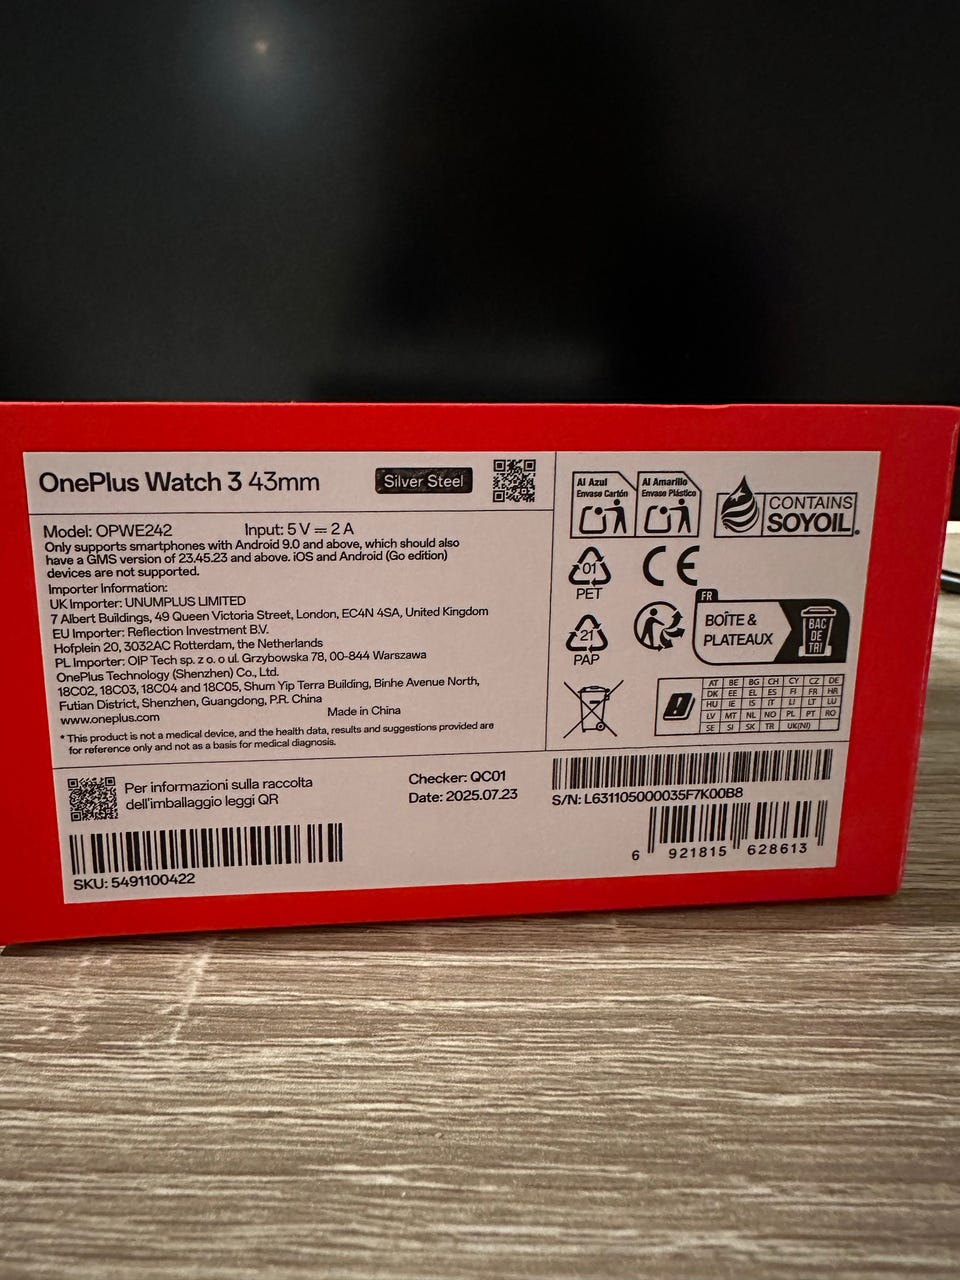 OnePlus Watch 3 43mm
Silver Steel
Model: OPWE242 Input: 5 V ⎓ 2 A
Only supports smartphones with Android 9.0 and above, which should also
have a GMS version of 23.45.23 and above. iOS and Android (Go edition)
devices are not supported.
Importer Information:
UK Importer: UNUMPLUS LIMITED
7 Albert Buildings, 49 Queen Victoria Street, London, EC4N 4SA, United Kingdom
EU Importer: Reflection Investment B.V.
Hofplein 20, 3032AC Rotterdam, the Netherlands
PL Importer: OIP Tech sp. z o. o ul. Grzybowska 78, 00-844 Warszawa
OnePlus Technology (Shenzhen) Co., Ltd.
18C02, 18C03, 18C04 and 18C05, Shum Yip Terra Building, Binhe Avenue North,
Futian District, Shenzhen, Guangdong, P.R. China
www.oneplus.com Made in China
* This product is not a medical device, and the health data, results and suggestions provided are
for reference only and not as a basis for medical diagnosis.
Al Azul
Envase Cartón
Al Amarillo
Envase Plástico
CONTAINS
SOYOIL
01
PET
CE
21
PAP
FR
BOÎTE &
PLATEAUX
BAC
DE
TRI
AT BE BG CH CY CZ DE
DK EE EL ES FI FR HR
HU IE IS IT LI LT LU
LV MT NL NO PL PT RO
SE SI SK TR UK(NI)
Per informazioni sulla raccolta
dell'imballaggio leggi QR
Checker: QC01
Date: 2025.07.23
S/N: L631105000035F7K00B8
SKU: 5491100422
6 921815 628613